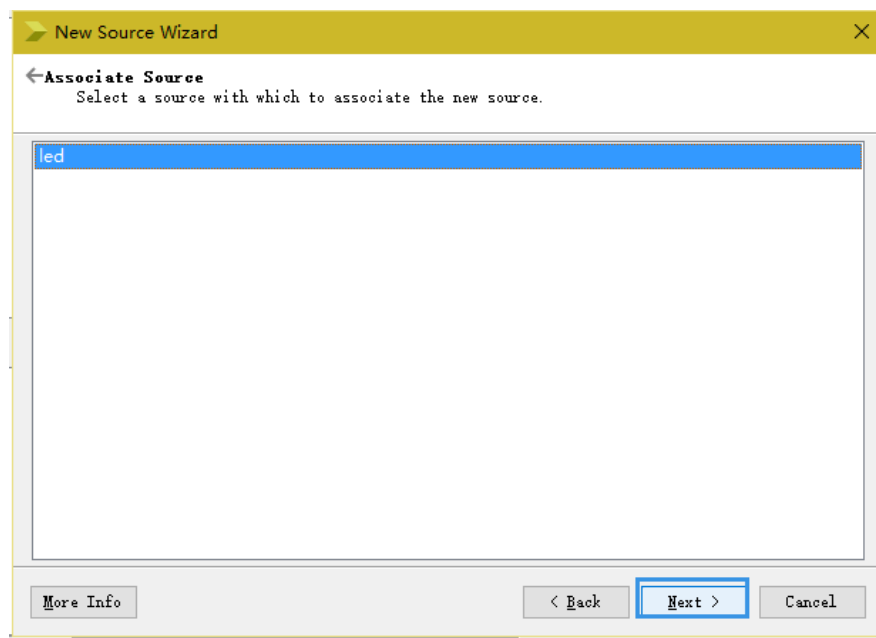 New Source Wizard
Associate Source
Select a source with which to associate the new source.
led
More Info
< Back
Next >
Cancel